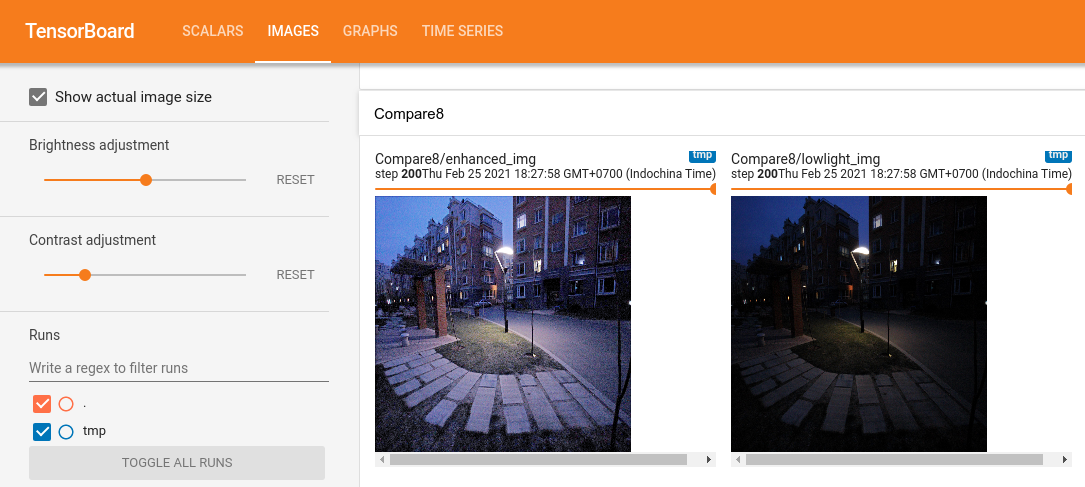 TensorBoard SCALARS IMAGES GRAPHS TIME SERIES
Show actual image size
Brightness adjustment
RESET
Contrast adjustment
RESET
Runs
Write a regex to filter runs
.
tmp
TOGGLE ALL RUNS
Compare8
Compare8/enhanced_img tmp
step 200Thu Feb 25 2021 18:27:58 GMT+0700 (Indochina Time)
Compare8/lowlight_img tmp
step 200Thu Feb 25 2021 18:27:58 GMT+0700 (Indochina Time)